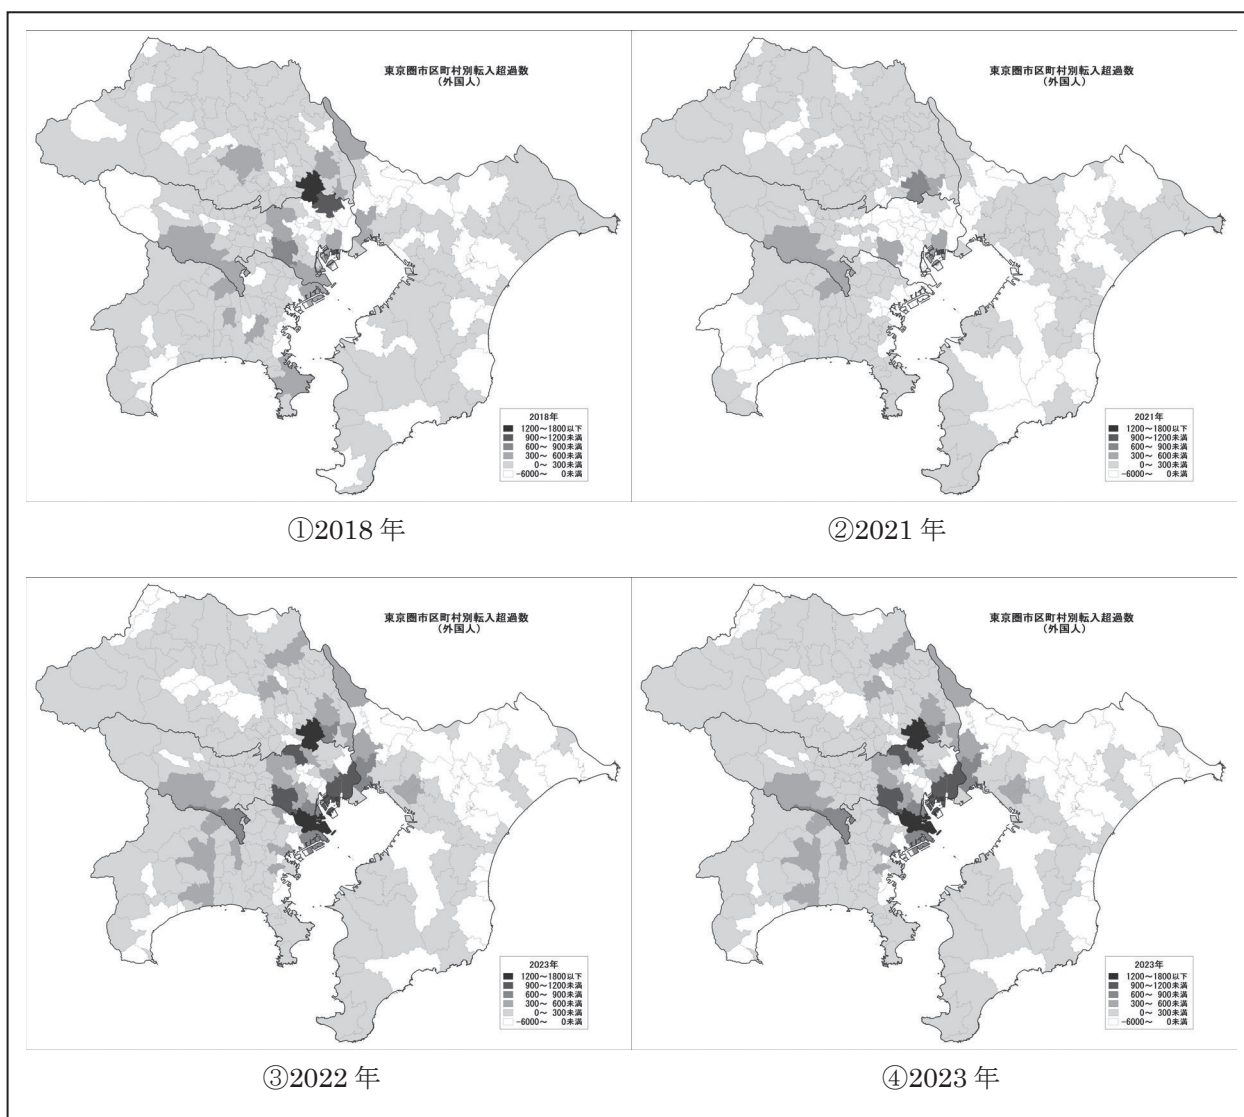 東京圏市区町村別転入超過数
(外国人)
2018年
1200～1800以下
900～1200未満
600～ 900未満
300～ 600未満
0～ 300未満
-6000～ 0未満
①2018 年
東京圏市区町村別転入超過数
(外国人)
2021年
1200～1800以下
900～1200未満
600～ 900未満
300～ 600未満
0～ 300未満
-6000～ 0未満
②2021 年
東京圏市区町村別転入超過数
(外国人)
2023年
1200～1800以下
900～1200未満
600～ 900未満
300～ 600未満
0～ 300未満
-6000～ 0未満
③2022 年
東京圏市区町村別転入超過数
(外国人)
2023年
1200～1800以下
900～1200未満
600～ 900未満
300～ 600未満
0～ 300未満
-6000～ 0未満
④2023 年